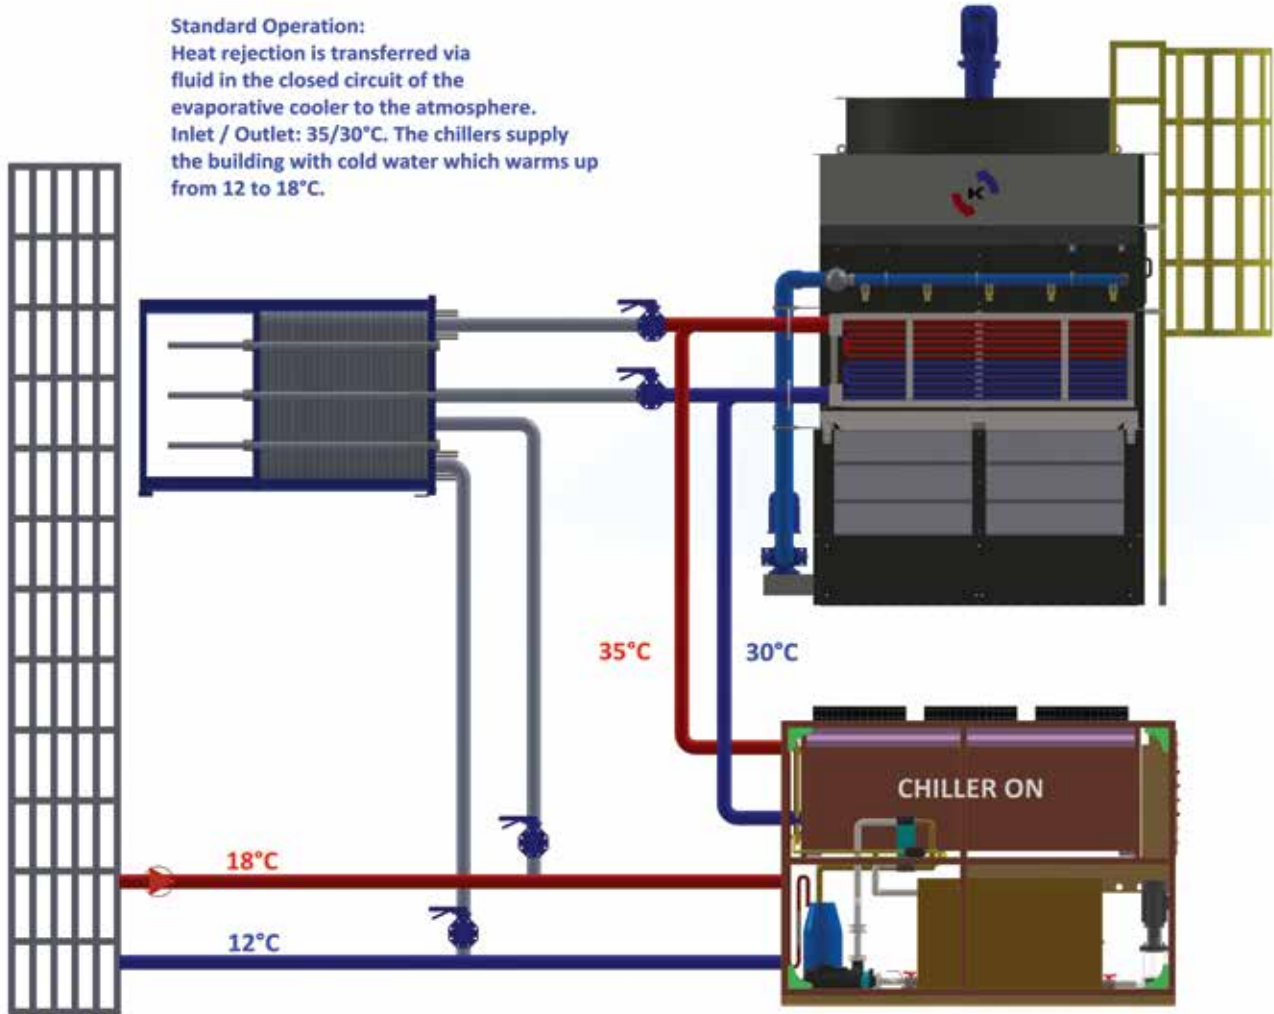 Standard Operation:
Heat rejection is transferred via
fluid in the closed circuit of the
evaporative cooler to the atmosphere.
Inlet / Outlet: 35/30°C. The chillers supply
the building with cold water which warms up
from 12 to 18°C.
K
35°C
30°C
CHILLER ON
18°C
12°C